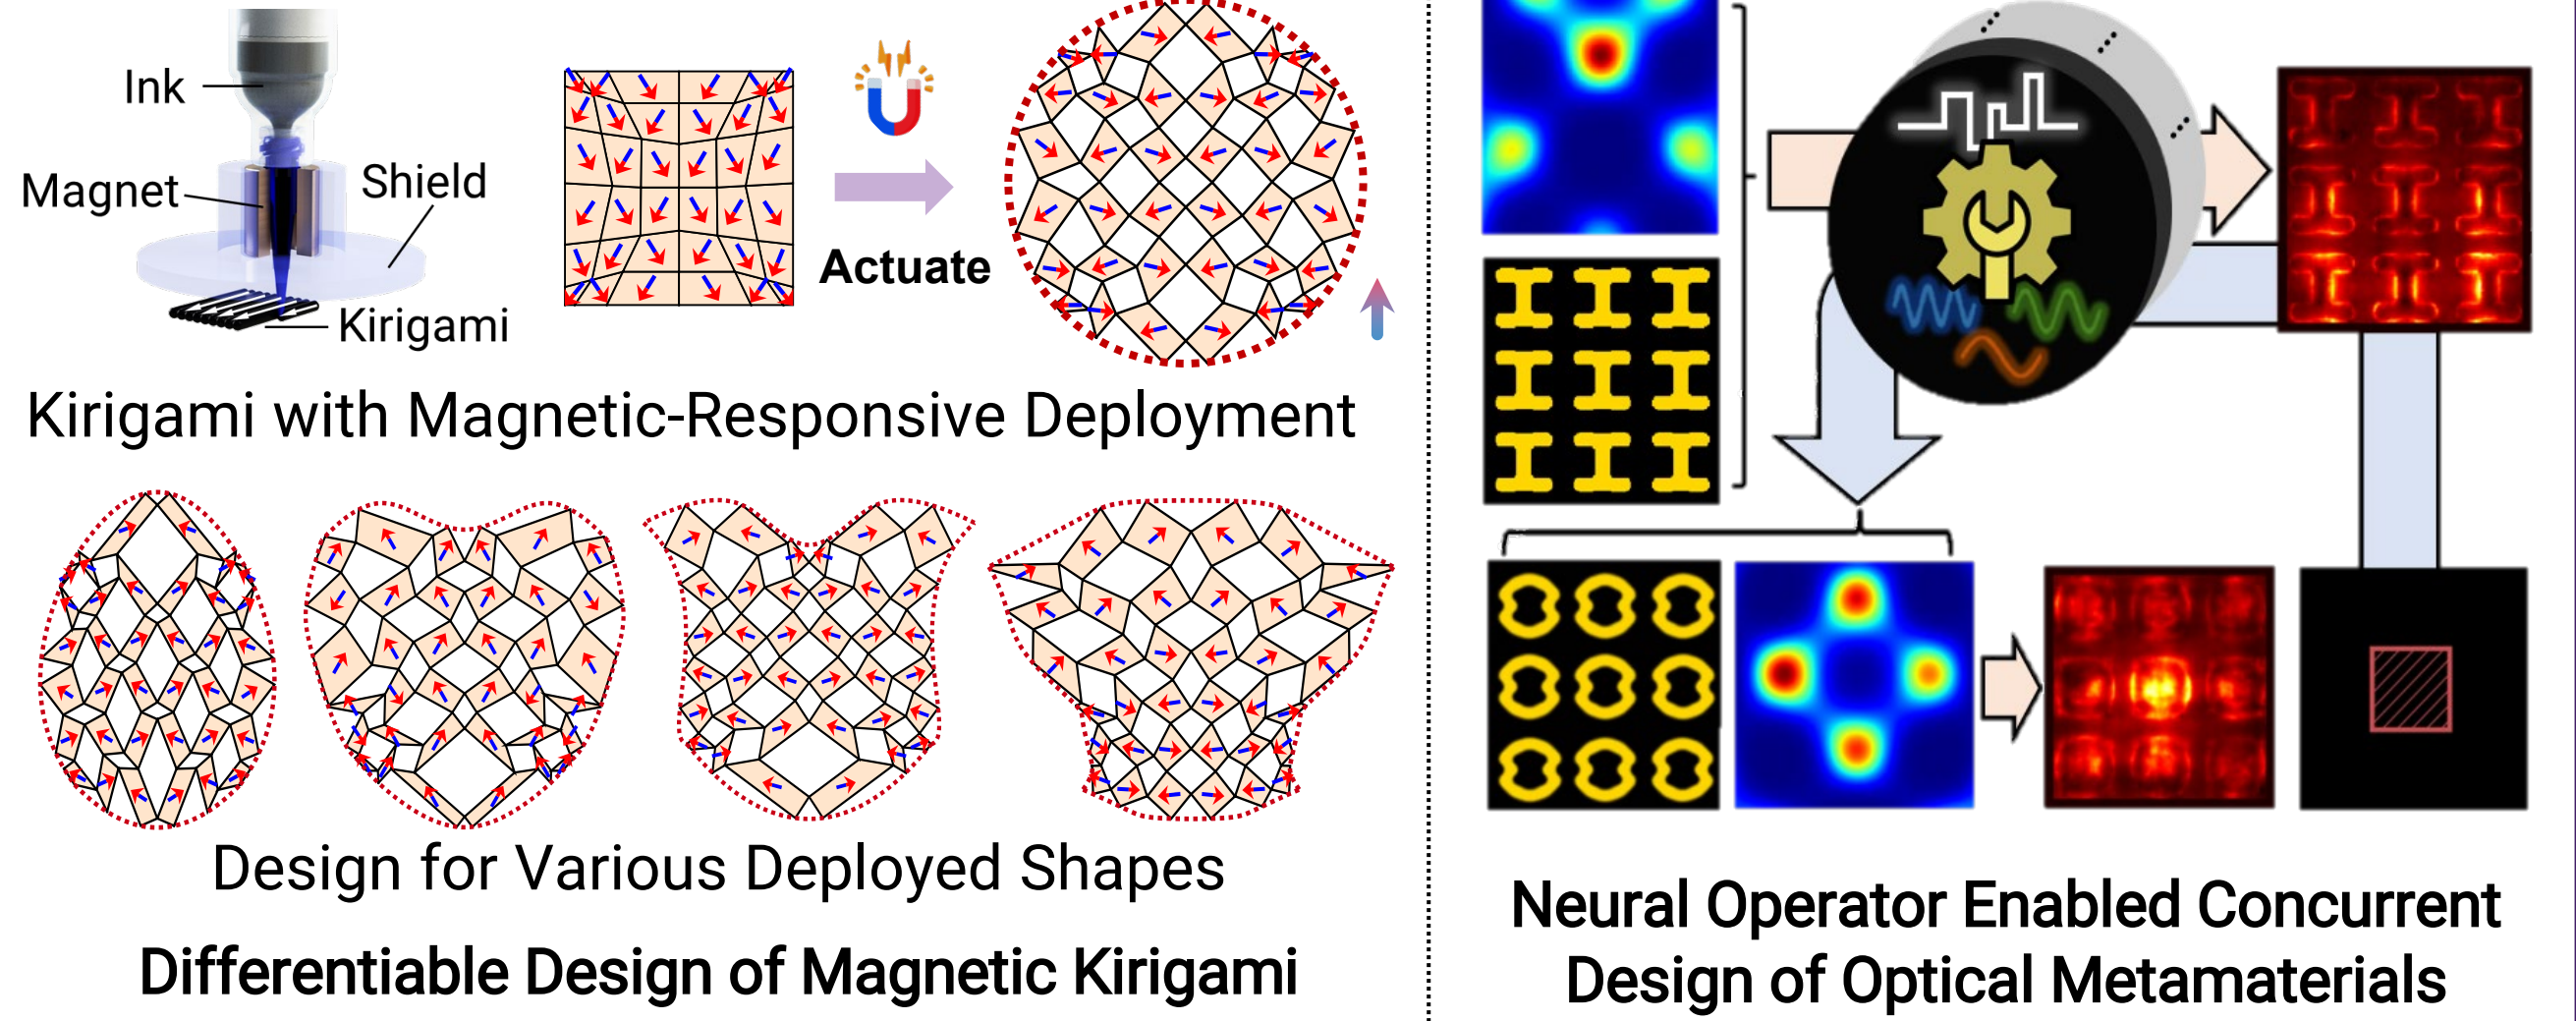 Ink
Magnet
Shield
Kirigami
Actuate
Kirigami with Magnetic-Responsive Deployment
Design for Various Deployed Shapes
Differentiable Design of Magnetic Kirigami
Neural Operator Enabled Concurrent
Design of Optical Metamaterials